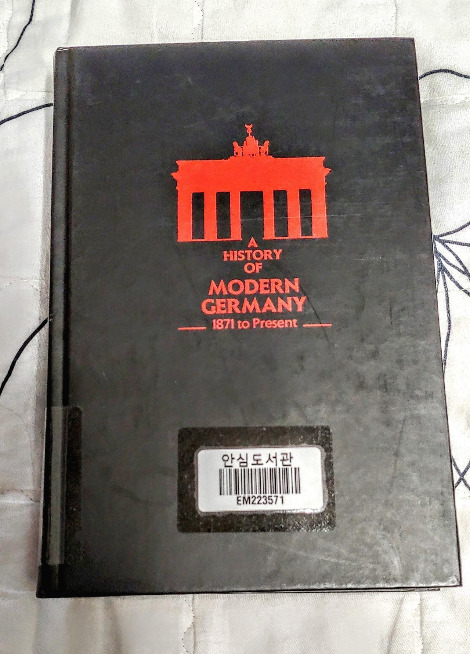 A
HISTORY
OF
MODERN
GERMANY
1871 to Present
안심도서관
EM223571